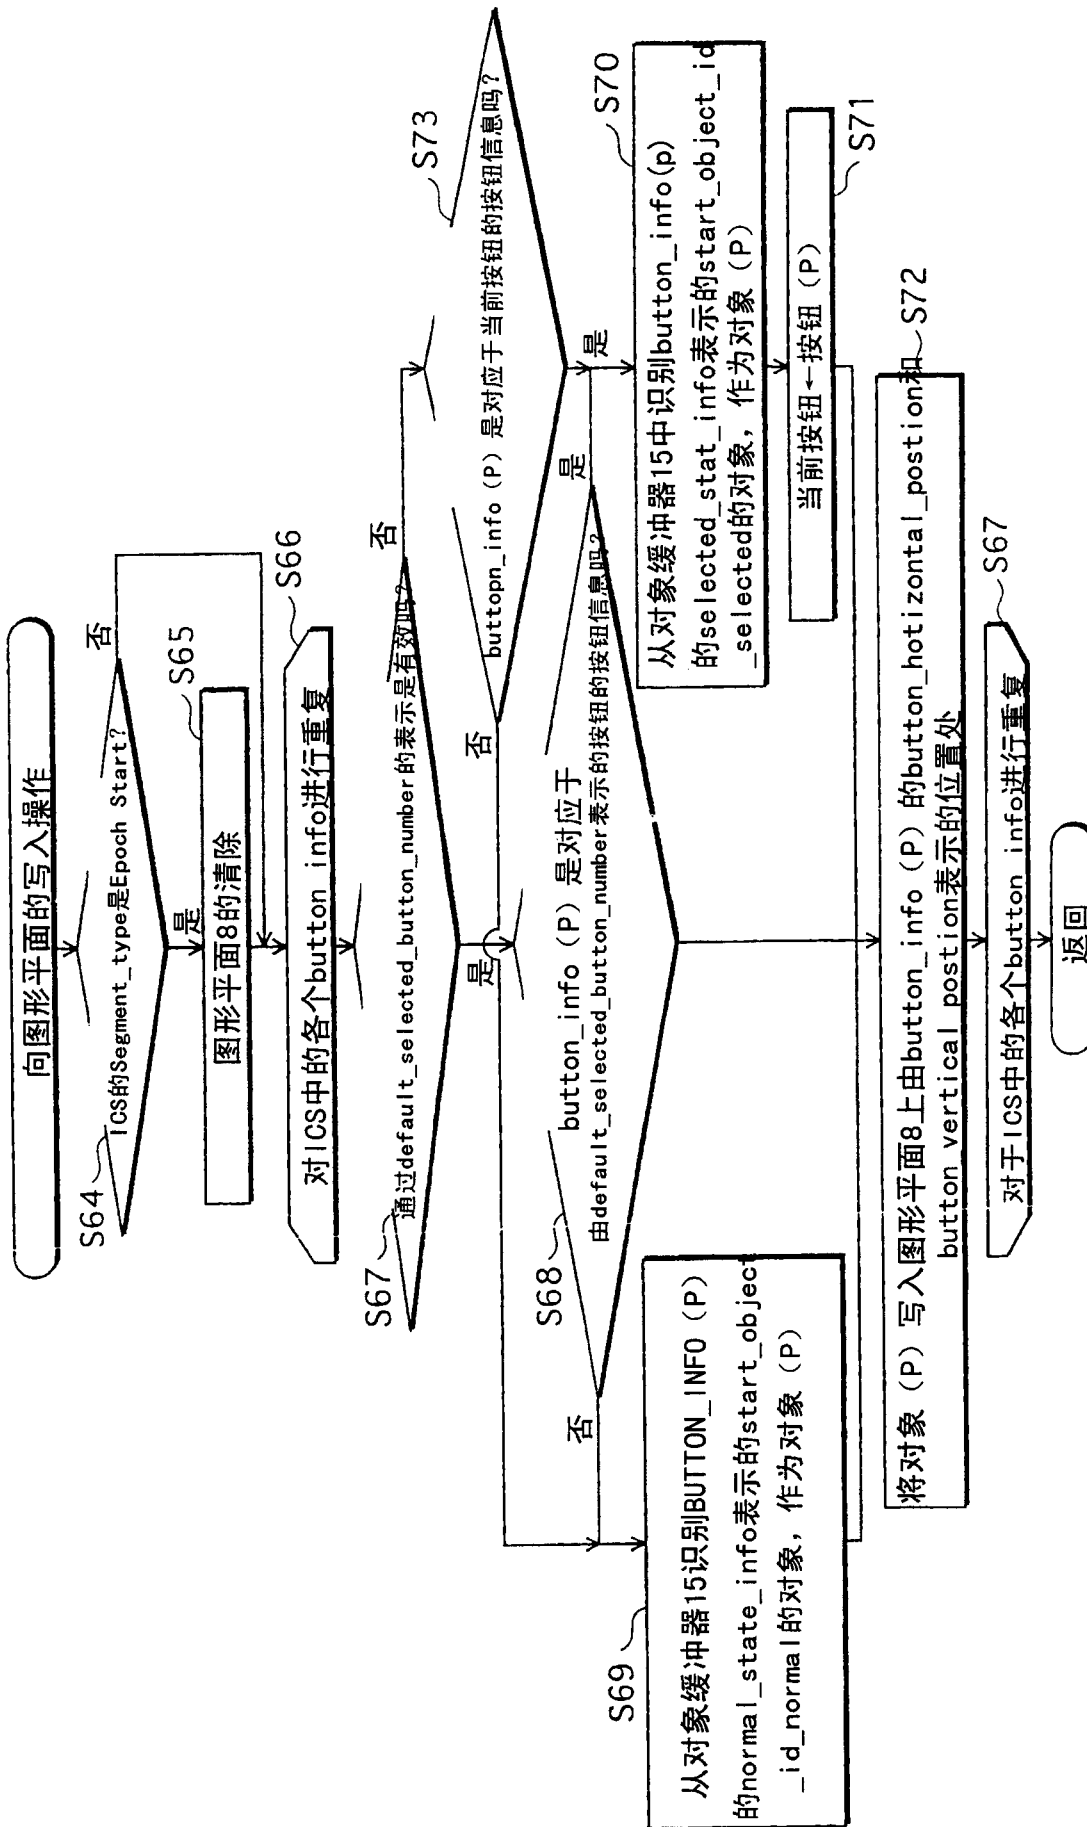 向图形平面的写入操作
S64
ICS的Segment_type是Epoch Start?
否
是
S65
图形平面8的清除
S66
对ICS中的各个button info进行重复
S67
通过default_selected_button_number的表示是有效吗?
否
是
S73
buttopn_info（P）是对应于当前按钮的按钮信息吗?
否
是
S68
button_info（P）是对应于
由default_selected_button_number表示的按钮的按钮信息吗?
否
是
S69
从对象缓冲器15识别BUTTON_INFO（P）
的normal_state_info表示的start_object
_id_normal的对象，作为对象（P）
S70
从对象缓冲器15中识别button_info(p)
的selected_stat_info表示的start_object_id
_selected的对象，作为对象（P）
S71
当前按钮←按钮（P）
S72
将对象（P）写入图形平面8上由button_info（P）的button_hotizontal_postion和
button vertical postion表示的位置处
S67
对于ICS中的各个button info进行重复
返回